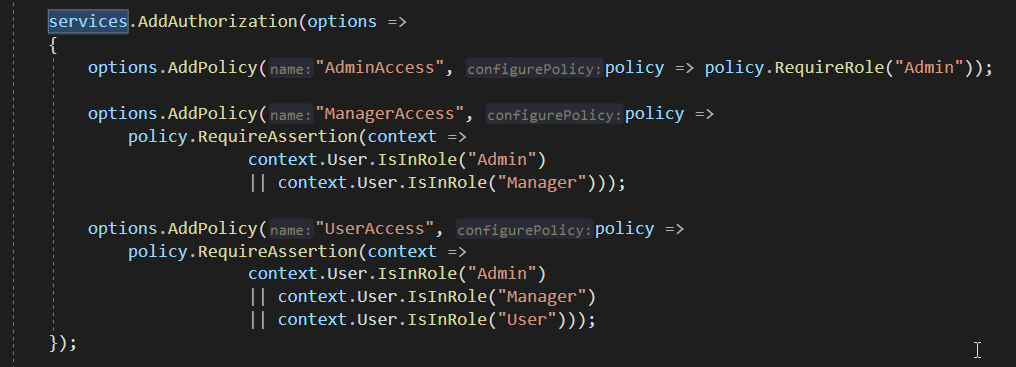 services.AddAuthorization(options =>
{
options.AddPolicy(name:"AdminAccess", configurePolicy:policy => policy.RequireRole("Admin"));
options.AddPolicy(name:"ManagerAccess", configurePolicy:policy =>
policy.RequireAssertion(context =>
context.User.IsInRole("Admin")
|| context.User.IsInRole("Manager")));
options.AddPolicy(name:"UserAccess", configurePolicy:policy =>
policy.RequireAssertion(context =>
context.User.IsInRole("Admin")
|| context.User.IsInRole("Manager")
|| context.User.IsInRole("User")));
});